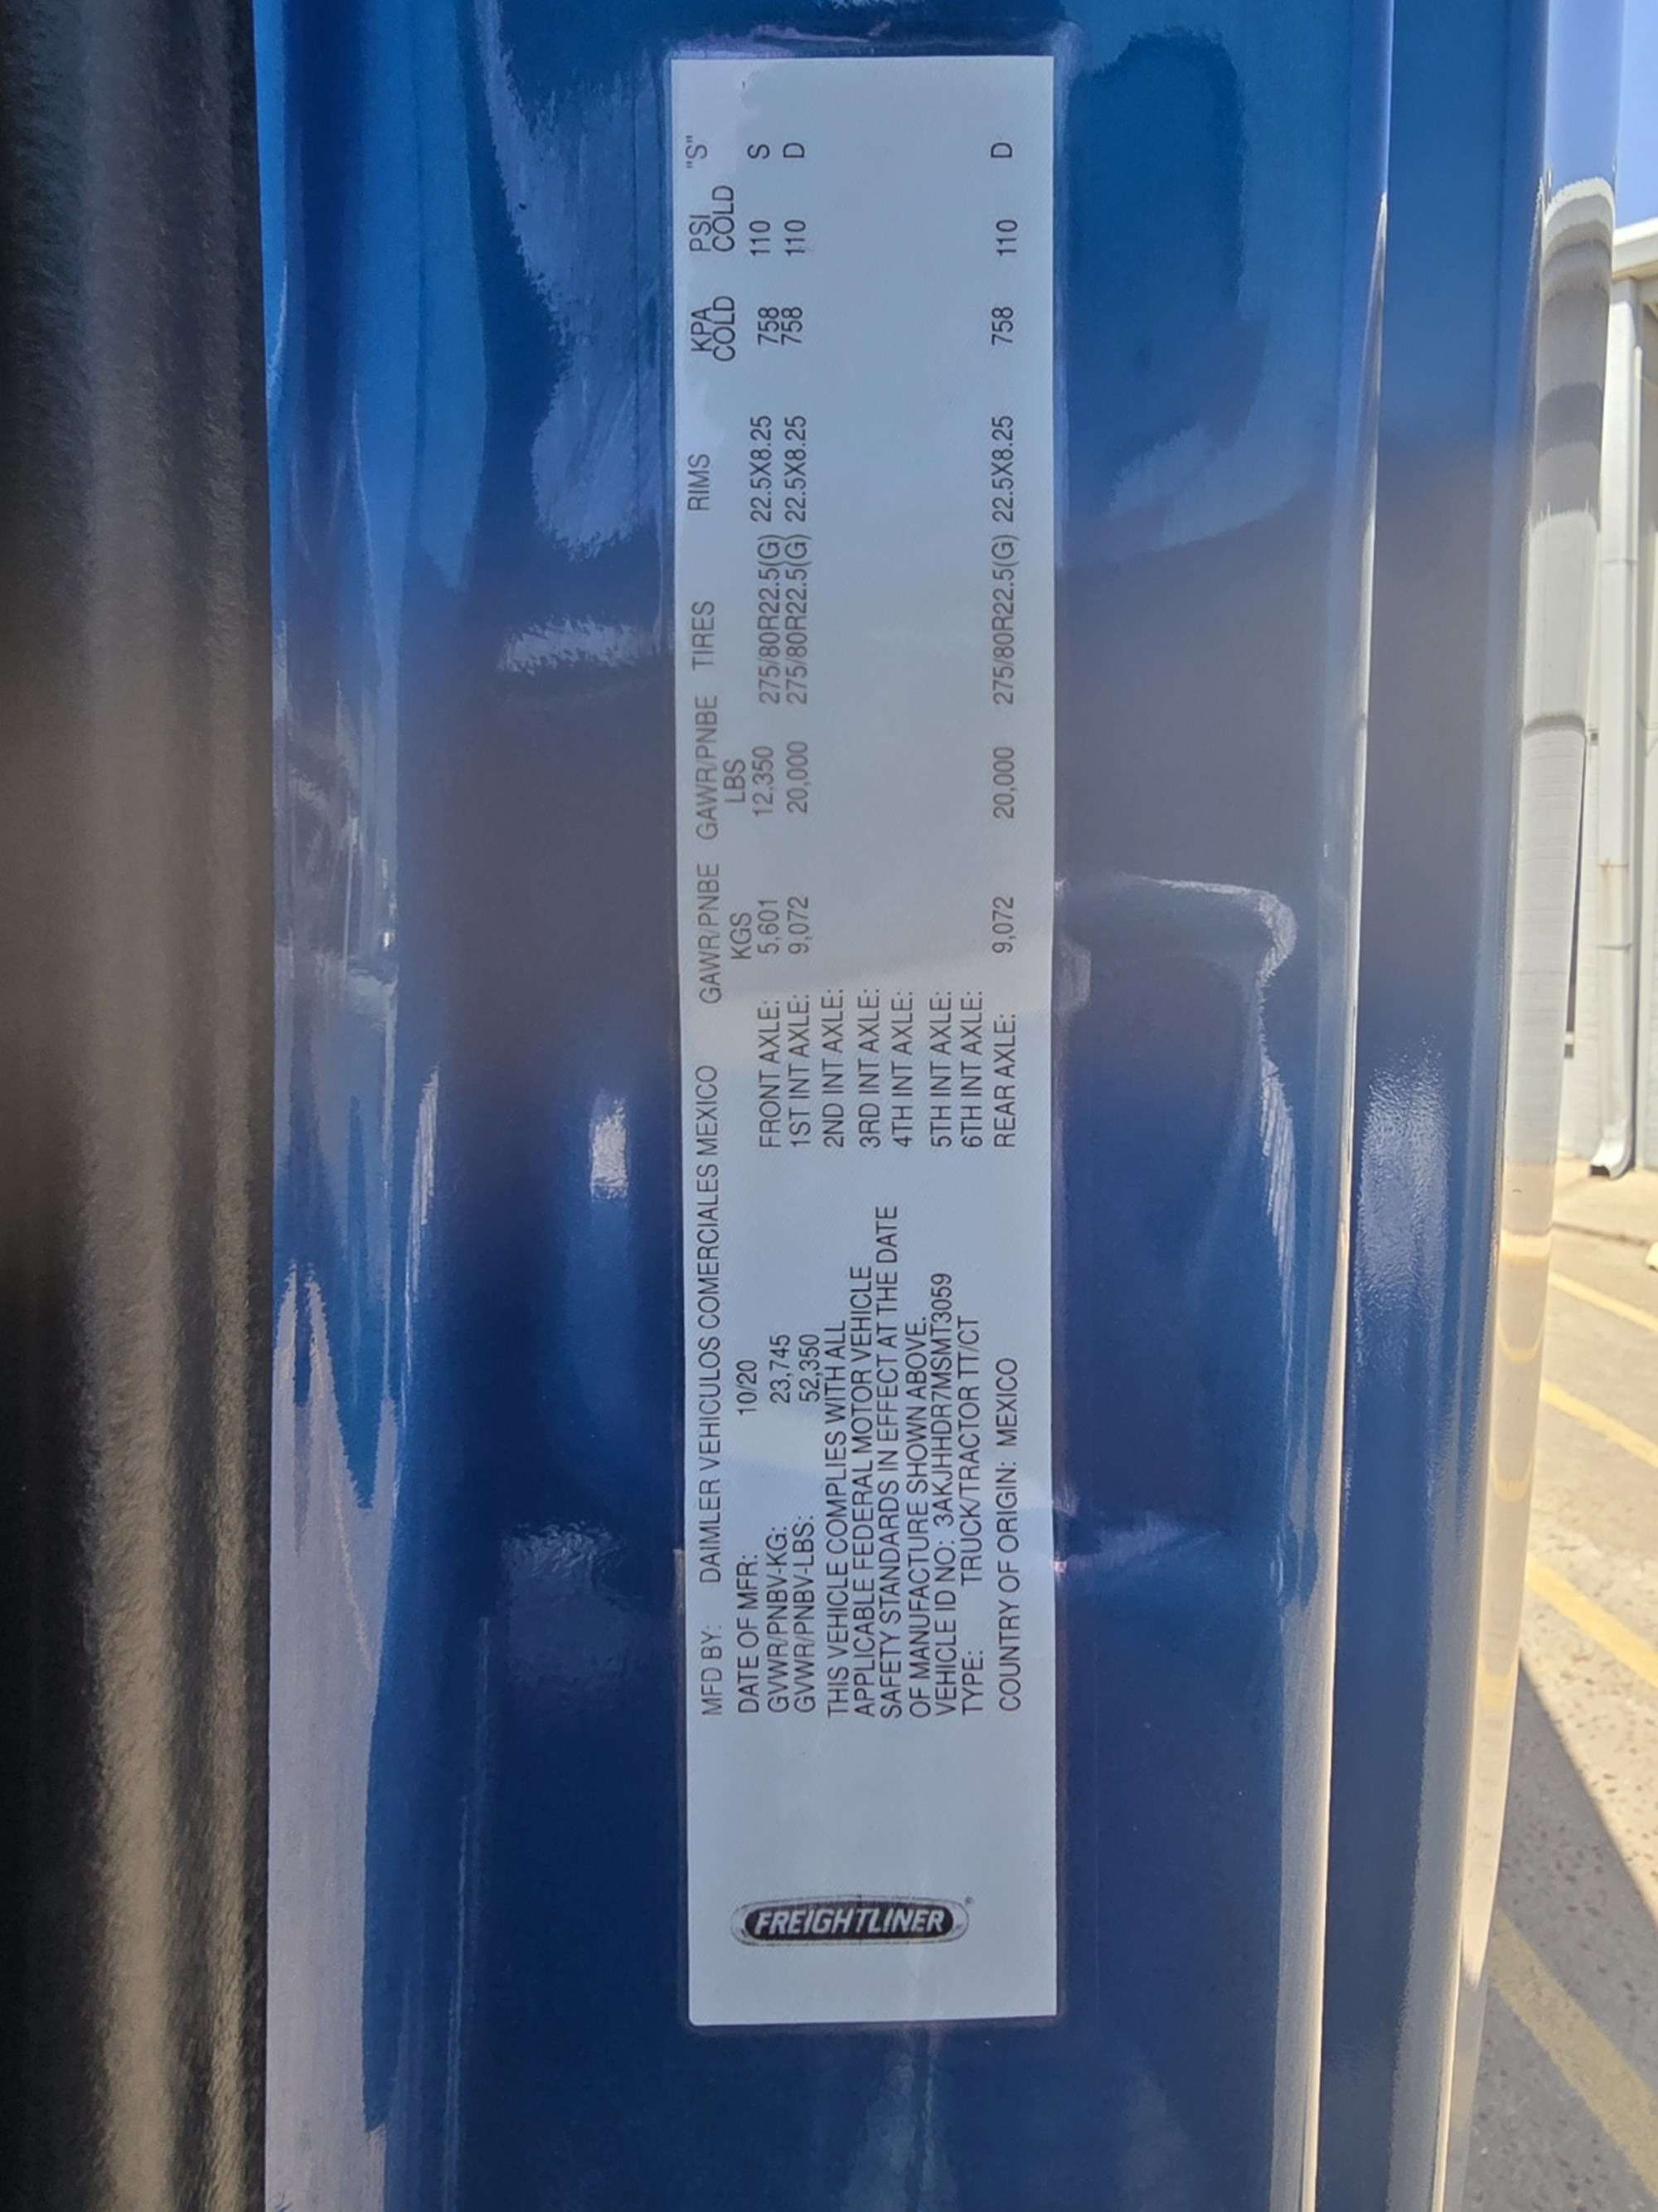 FREIGHTLINER®
MFD BY: DAIMLER VEHICULOS COMERCIALES MEXICO
DATE OF MFR: 10/20
GVWR/PNBV-KG: 23,745
GVWR/PNBV-LBS: 52,350
THIS VEHICLE COMPLIES WITH ALL
APPLICABLE FEDERAL MOTOR VEHICLE
SAFETY STANDARDS IN EFFECT AT THE DATE
OF MANUFACTURE SHOWN ABOVE.
VEHICLE ID NO: 3AKJHHDR7MSMT3059
TYPE: TRUCK/TRACTOR TT/CT
COUNTRY OF ORIGIN: MEXICO
GAWR/PNBE GAWR/PNBE TIRES RIMS KPA PSI "S"
KGS LBS COLD COLD
FRONT AXLE: 5,601 12,350 275/80R22.5(G) 22.5X8.25 758 110 S
1ST INT AXLE: 9,072 20,000 275/80R22.5(G) 22.5X8.25 758 110 D
2ND INT AXLE:
3RD INT AXLE:
4TH INT AXLE:
5TH INT AXLE:
6TH INT AXLE:
REAR AXLE: 9,072 20,000 275/80R22.5(G) 22.5X8.25 758 110 D